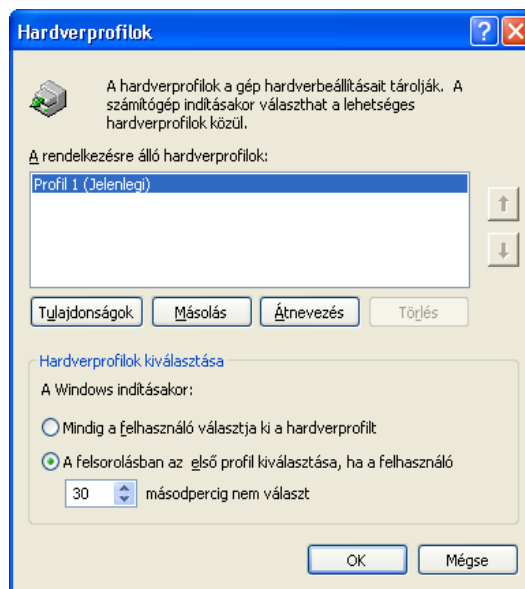 Hardverprofilok
A hardverprofilok a gép hardverbeállításait tárolják. A
számítógép indításakor választhat a lehetséges
hardverprofilok közül.
A rendelkezésre álló hardverprofilok:
Profil 1 (Jelenlegi)
Tulajdonságok Másolás Átnevezés Törlés
Hardverprofilok kiválasztása
A Windows indításakor:
Mindig a felhasználó választja ki a hardverprofilt
A felsorolásban az első profil kiválasztása, ha a felhasználó
30 másodpercig nem választ
OK Mégse